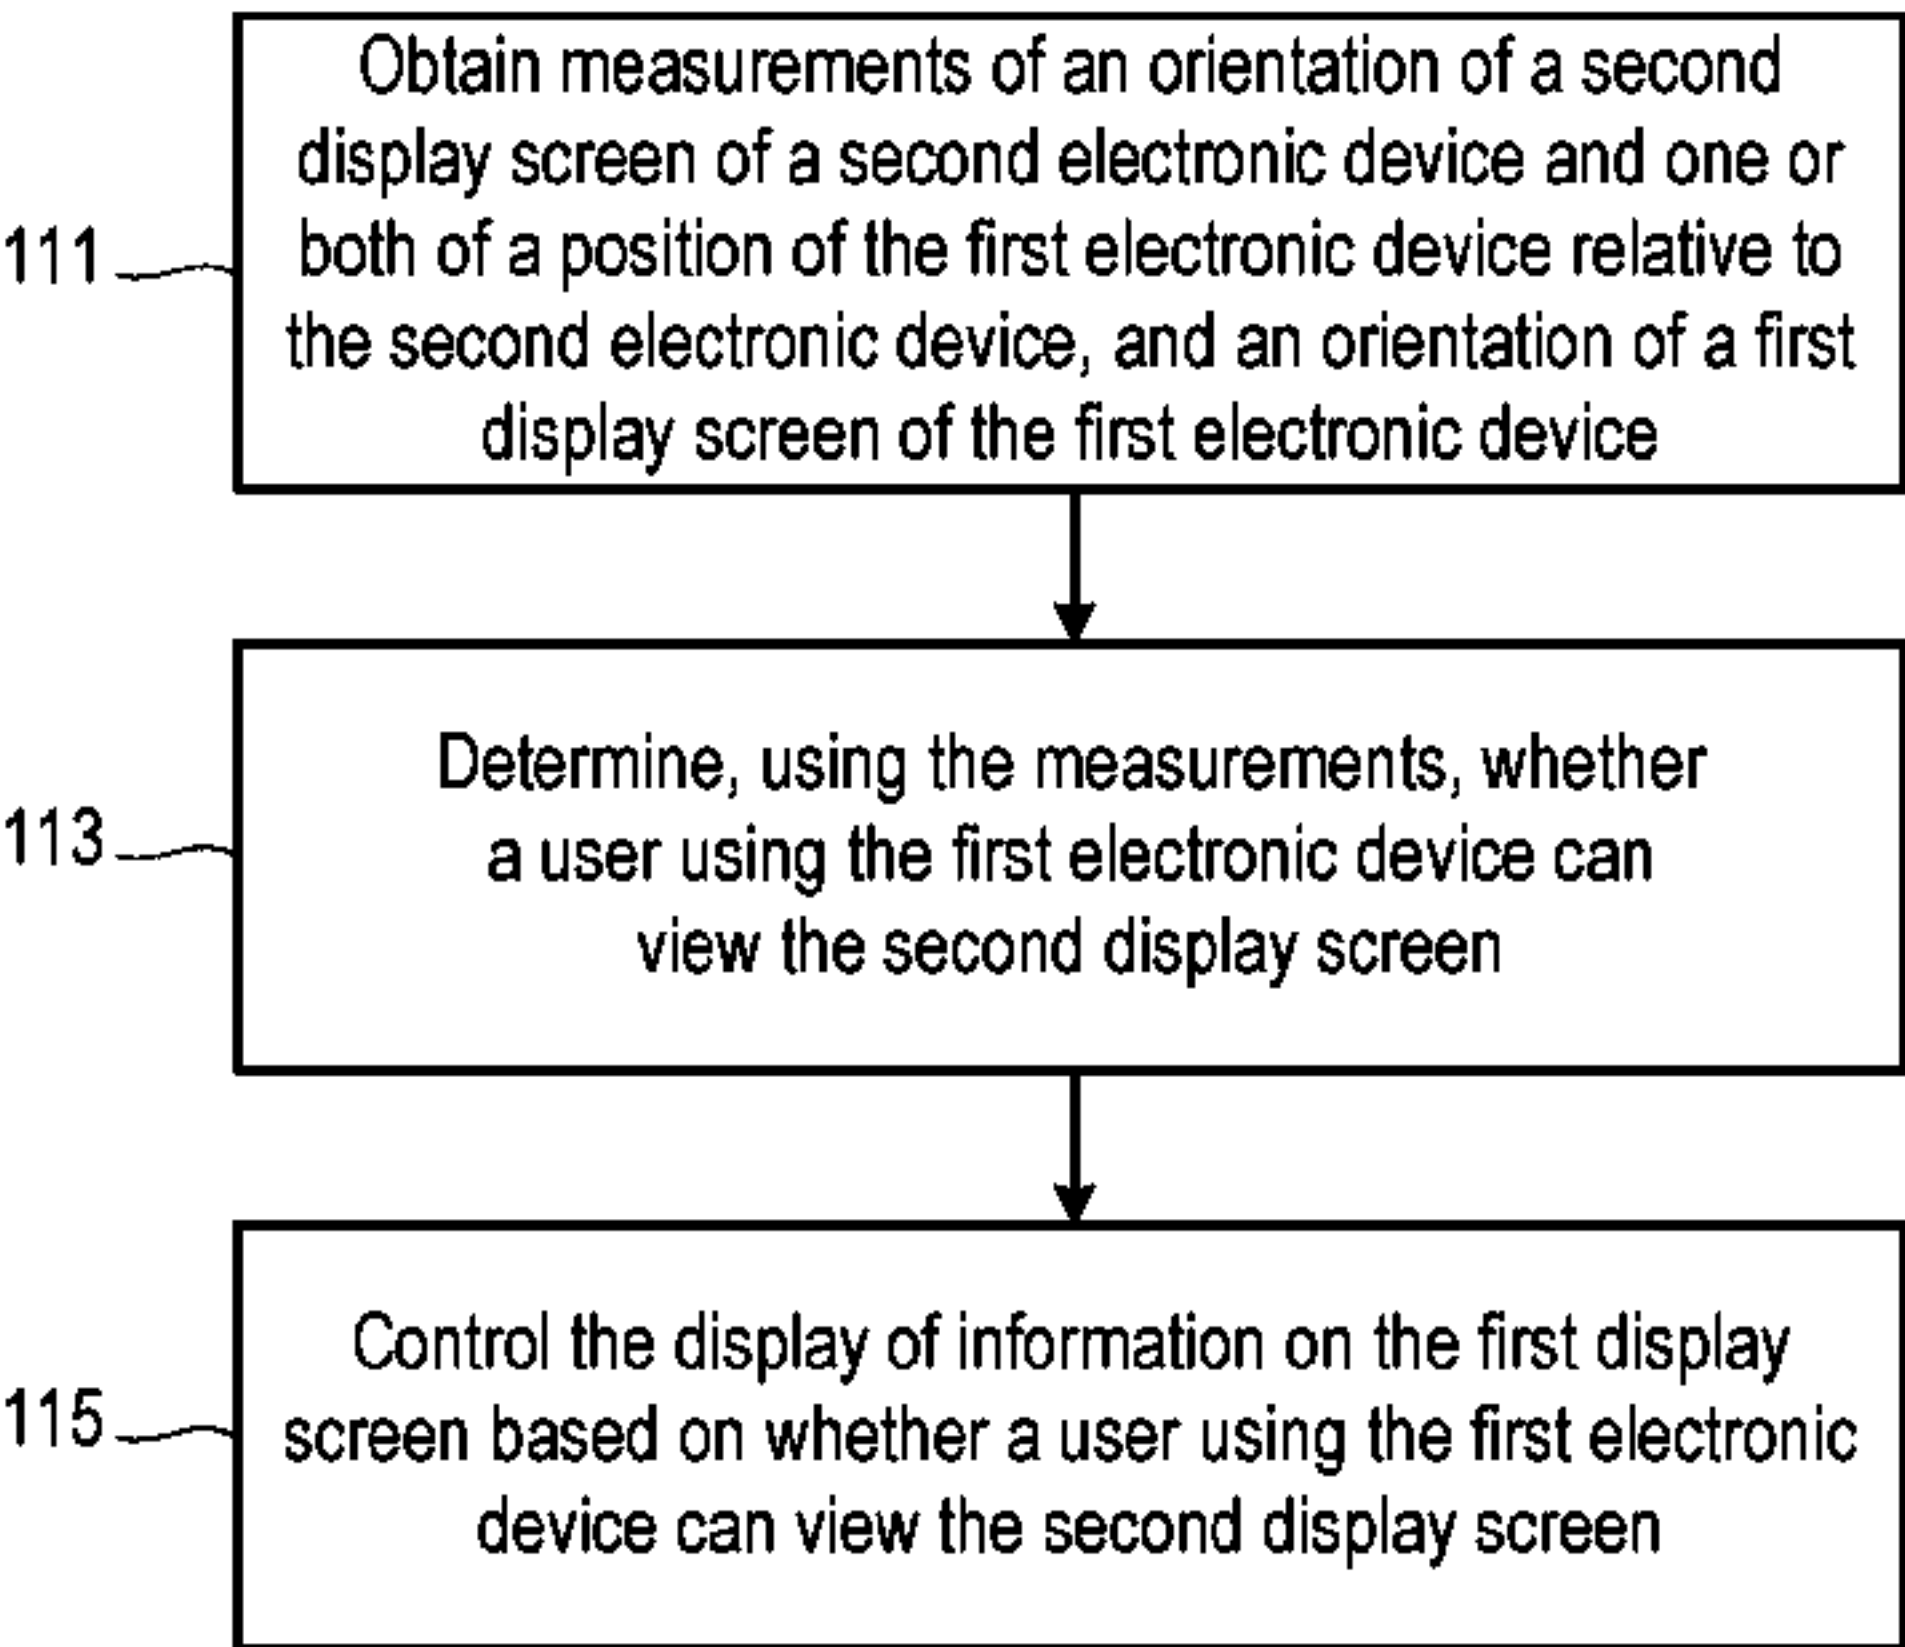 Obtain measurements of an orientation of a second
display screen of a second electronic device and one or
both of a position of the first electronic device relative to
the second electronic device, and an orientation of a first
display screen of the first electronic device
111
Determine, using the measurements, whether
a user using the first electronic device can
view the second display screen
113
Control the display of information on the first display
screen based on whether a user using the first electronic
device can view the second display screen
115